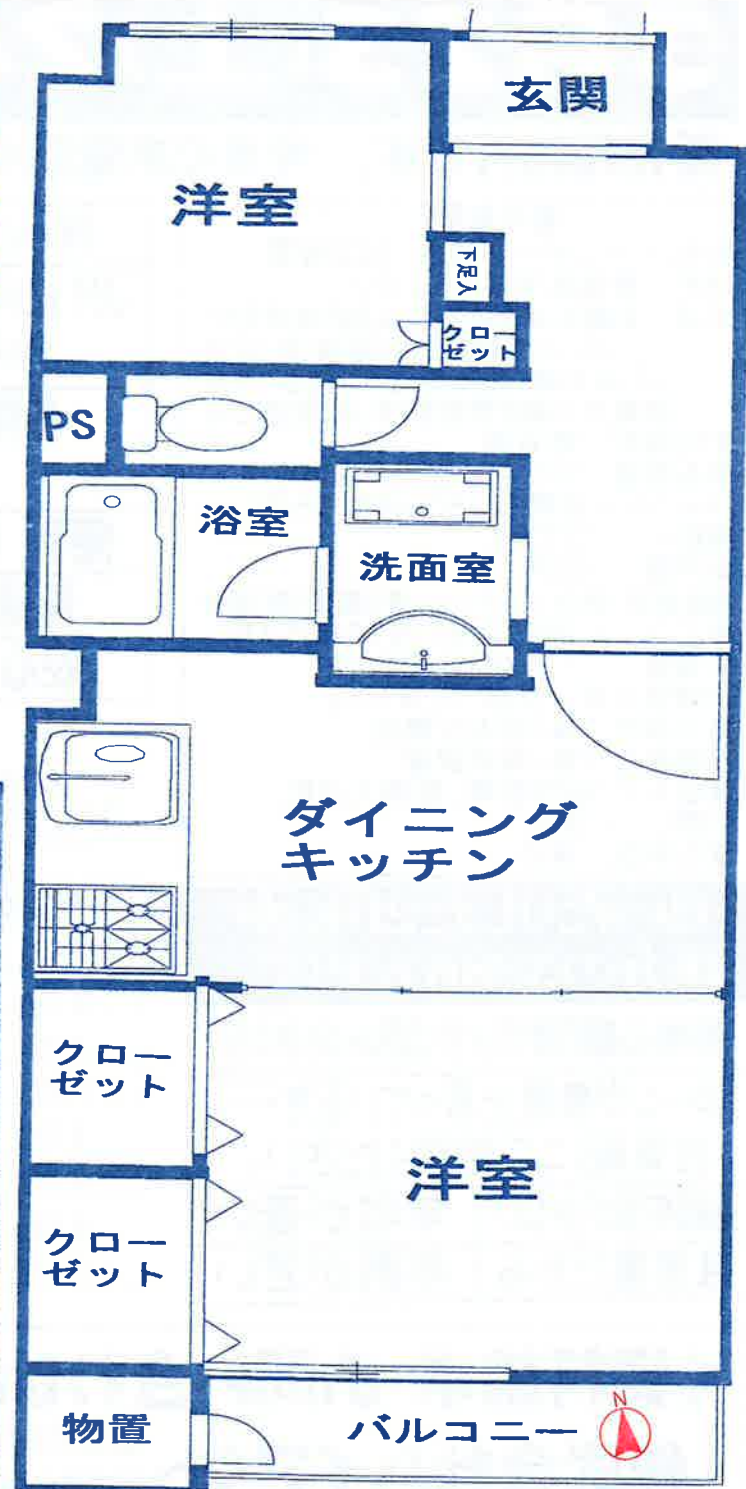 玄関
洋室
下足入
クロー
ゼット
PS
浴室
洗面室
ダイニング
キッチン
クロー
ゼット
洋室
クロー
ゼット
物置
バルコニー
N